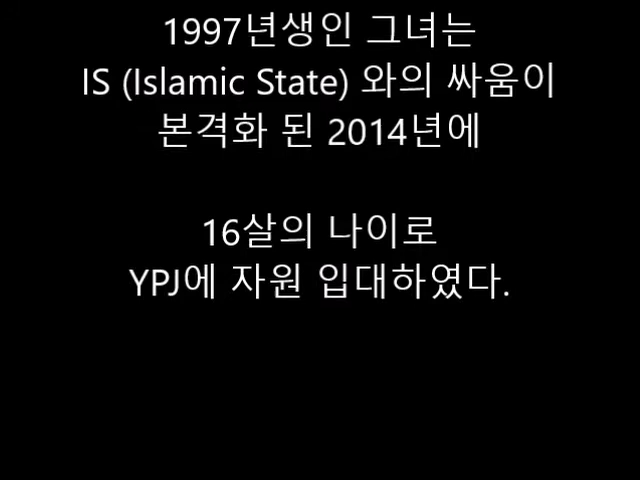 1997년생인 그녀는
IS (Islamic State) 와의 싸움이
본격화 된 2014년에
16살의 나이로
YPJ에 자원 입대하였다.